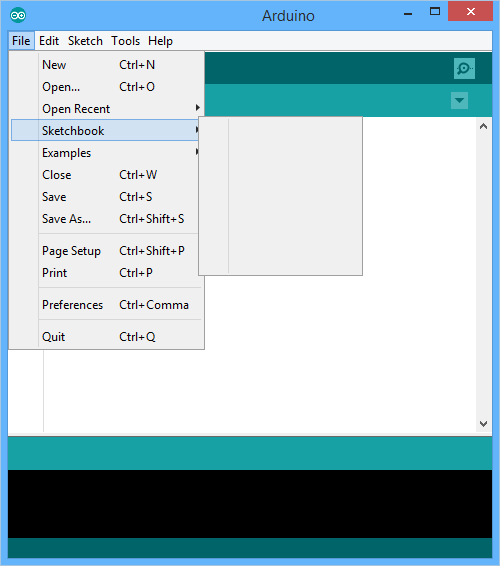 Arduino
File Edit Sketch Tools Help
New Ctrl+N
Open... Ctrl+O
Open Recent
Sketchbook
Examples
Close Ctrl+W
Save Ctrl+S
Save As... Ctrl+Shift+S
Page Setup Ctrl+Shift+P
Print Ctrl+P
Preferences Ctrl+Comma
Quit Ctrl+Q